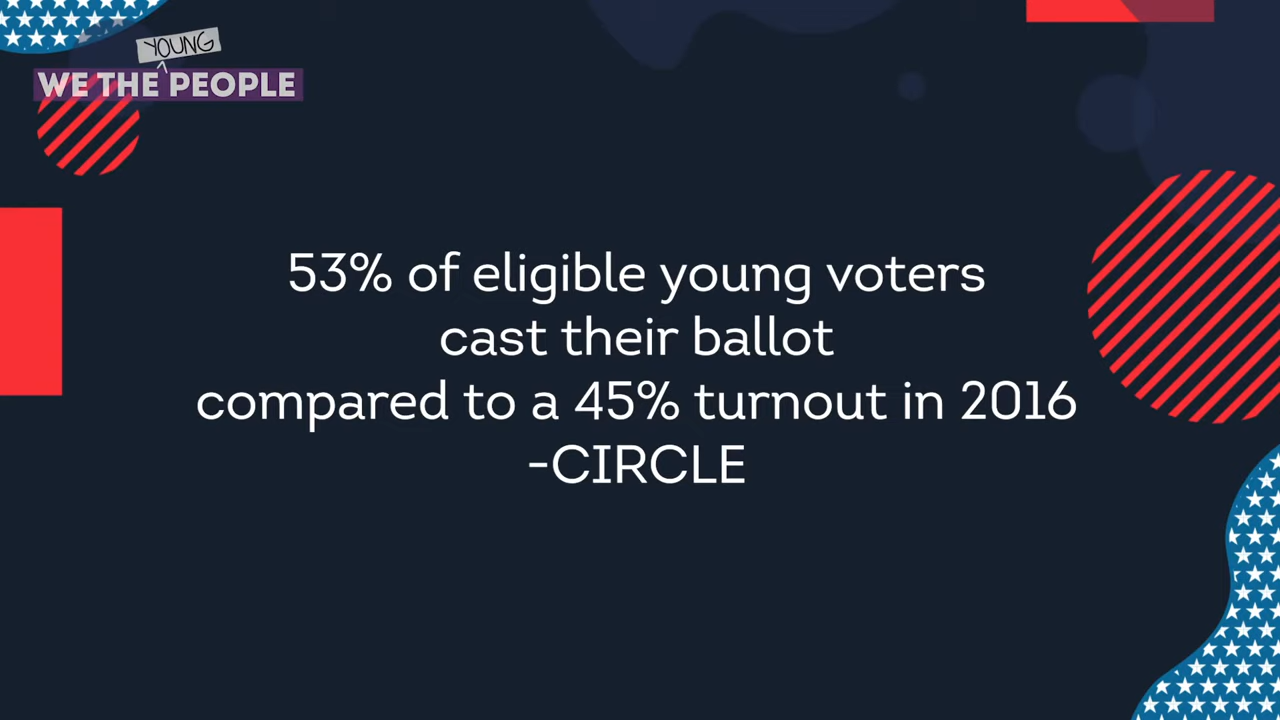 YOUNG
WE THE PEOPLE
53% of eligible young voters
cast their ballot
compared to a 45% turnout in 2016
-CIRCLE